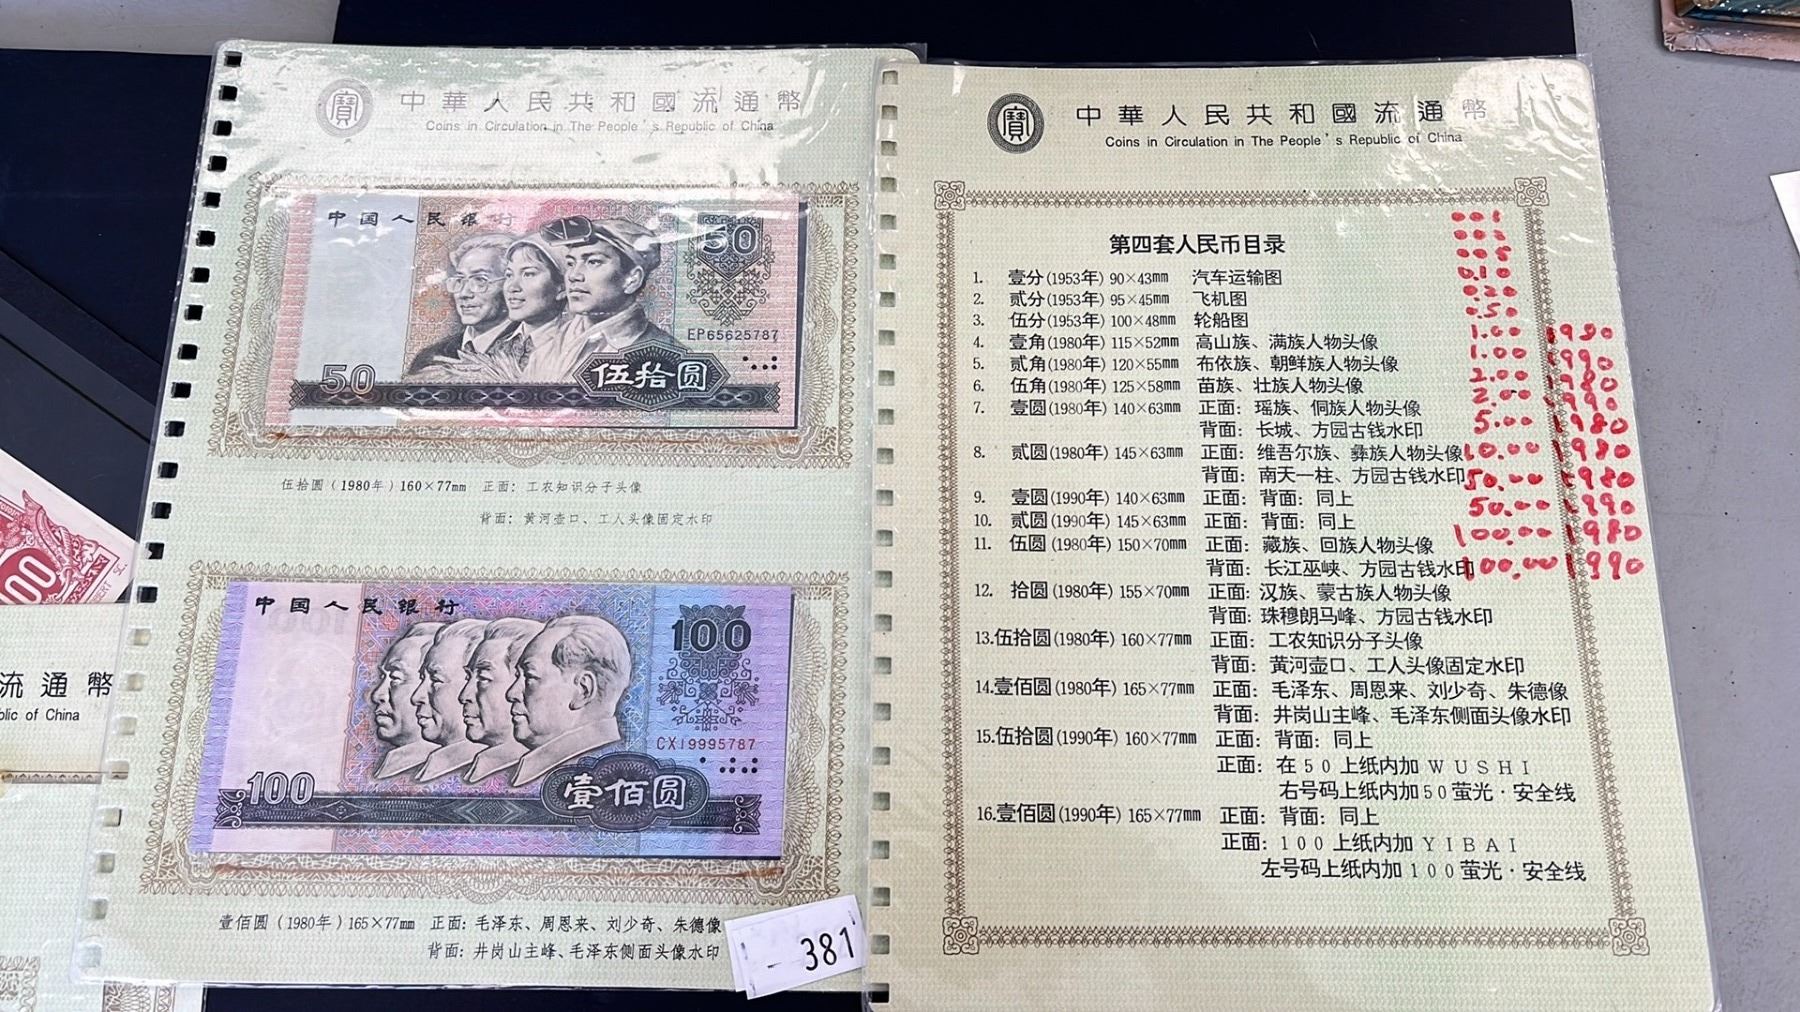 中華人民共和國流通幣
Coins in Circulation in The People's Republic of China
中国人民银行
50
EP65625787
50
伍拾圆
伍拾圆（1980年）160×77mm 正面：工农知识分子头像
背面：黄河壶口、工人头像固定水印
中国人民银行
100
CX19995787
100
壹佰圆
壹佰圆（1980年）165×77mm 正面：毛泽东、周恩来、刘少奇、朱德像
背面：井岗山主峰、毛泽东侧面头像水印
381
00
流通幣
blic of China
中華人民共和國流通幣
Coins in Circulation in The People's Republic of China
第四套人民币目录
1. 壹分(1953年) 90×43mm 汽车运输图
2. 贰分(1953年) 95×45mm 飞机图
3. 伍分(1953年) 100×48mm 轮船图
4. 壹角(1980年) 115×52mm 高山族、满族人物头像
5. 贰角(1980年) 120×55mm 布依族、朝鲜族人物头像
6. 伍角(1980年) 125×58mm 苗族、壮族人物头像
7. 壹圆(1980年) 140×63mm 正面：瑶族、侗族人物头像
背面：长城、方园古钱水印
8. 贰圆(1980年) 145×63mm 正面：维吾尔族、彝族人物头像
背面：南天一柱、方园古钱水印
9. 壹圆(1990年) 140×63mm 正面：背面：同上
10. 贰圆(1990年) 145×63mm 正面：背面：同上
11. 伍圆(1980年) 150×70mm 正面：藏族、回族人物头像
背面：长江巫峡、方园古钱水印
12. 拾圆(1980年) 155×70mm 正面：汉族、蒙古族人物头像
背面：珠穆朗马峰、方园古钱水印
13.伍拾圆(1980年) 160×77mm 正面：工农知识分子头像
背面：黄河壶口、工人头像固定水印
14.壹佰圆(1980年) 165×77mm 正面：毛泽东、周恩来、刘少奇、朱德像
背面：井岗山主峰、毛泽东侧面头像水印
15.伍拾圆(1990年) 160×77mm 正面：背面：同上
正面：在50上纸内加WUSHI
右号码上纸内加50萤光·安全线
16.壹佰圆(1990年) 165×77mm 正面：背面：同上
正面：100上纸内加YIBAI
左号码上纸内加100萤光·安全线
001
0.10
0.20
.50
1.00 1980
1.00 1990
2.00 1980
2.00 1990
5.00 1980
10.00 1980
50.00 1980
50.00 1990
100.00 1980
100.00 1990